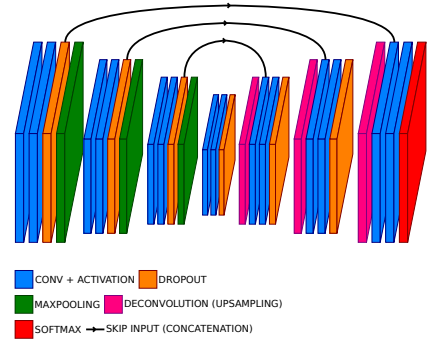 CONV + ACTIVATION DROPOUT
MAXPOOLING DECONVOLUTION (UPSAMPLING)
SOFTMAX SKIP INPUT (CONCATENATION)